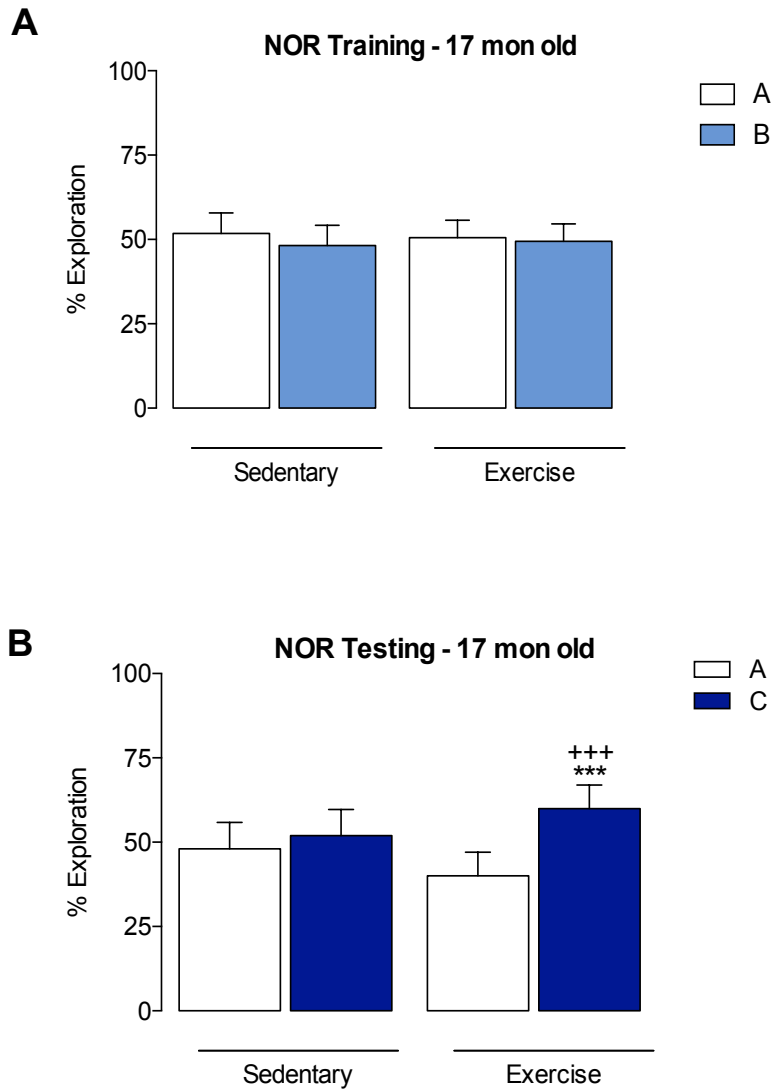 A
NOR Training - 17 mon old
100
75
50
25
0
% Exploration
A
B
Sedentary
Exercise
B
NOR Testing - 17 mon old
100
75
50
25
0
% Exploration
A
C
+++
***
Sedentary
Exercise